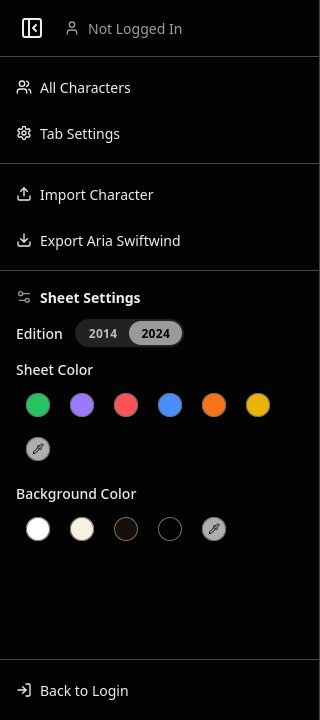 Not Logged In
All Characters
Tab Settings
Import Character
Export Aria Swiftwind
Sheet Settings
Edition 2014 2024
Sheet Color
Background Color
Back to Login